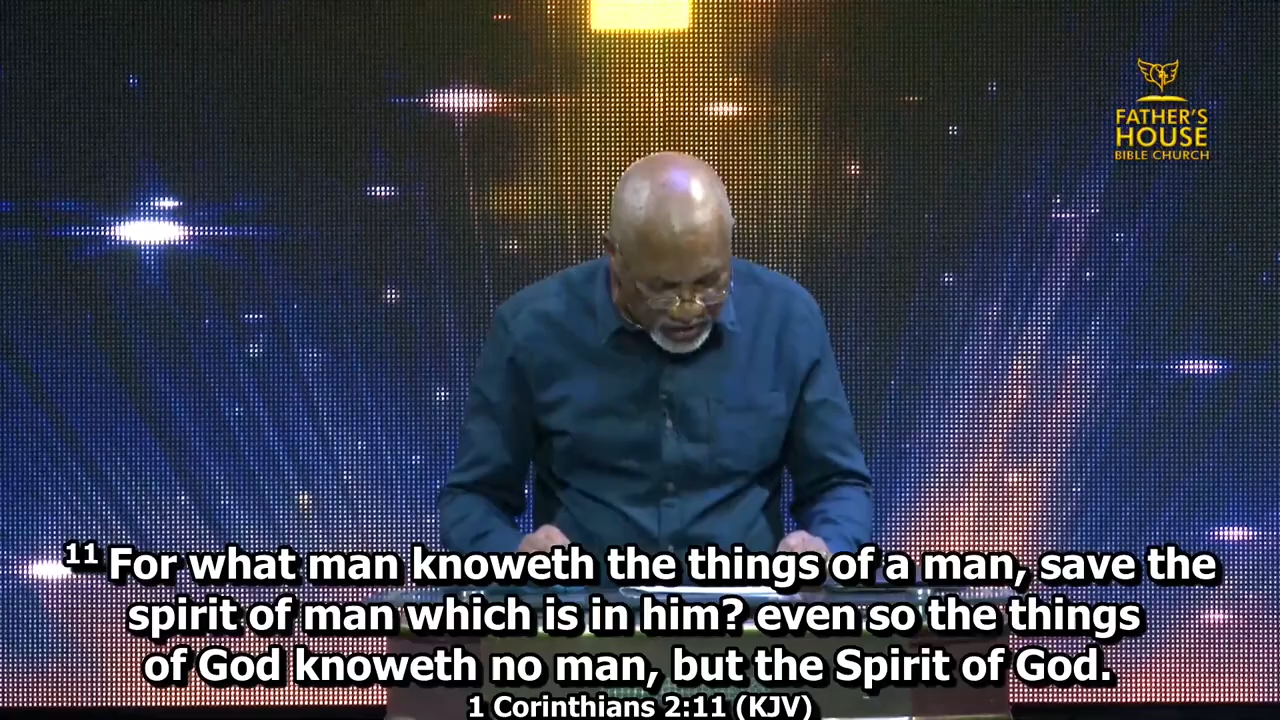 FATHER'S
HOUSE
BIBLE CHURCH
11 For what man knoweth the things of a man, save the
spirit of man which is in him? even so the things
of God knoweth no man, but the Spirit of God.
1 Corinthians 2:11 (KJV)